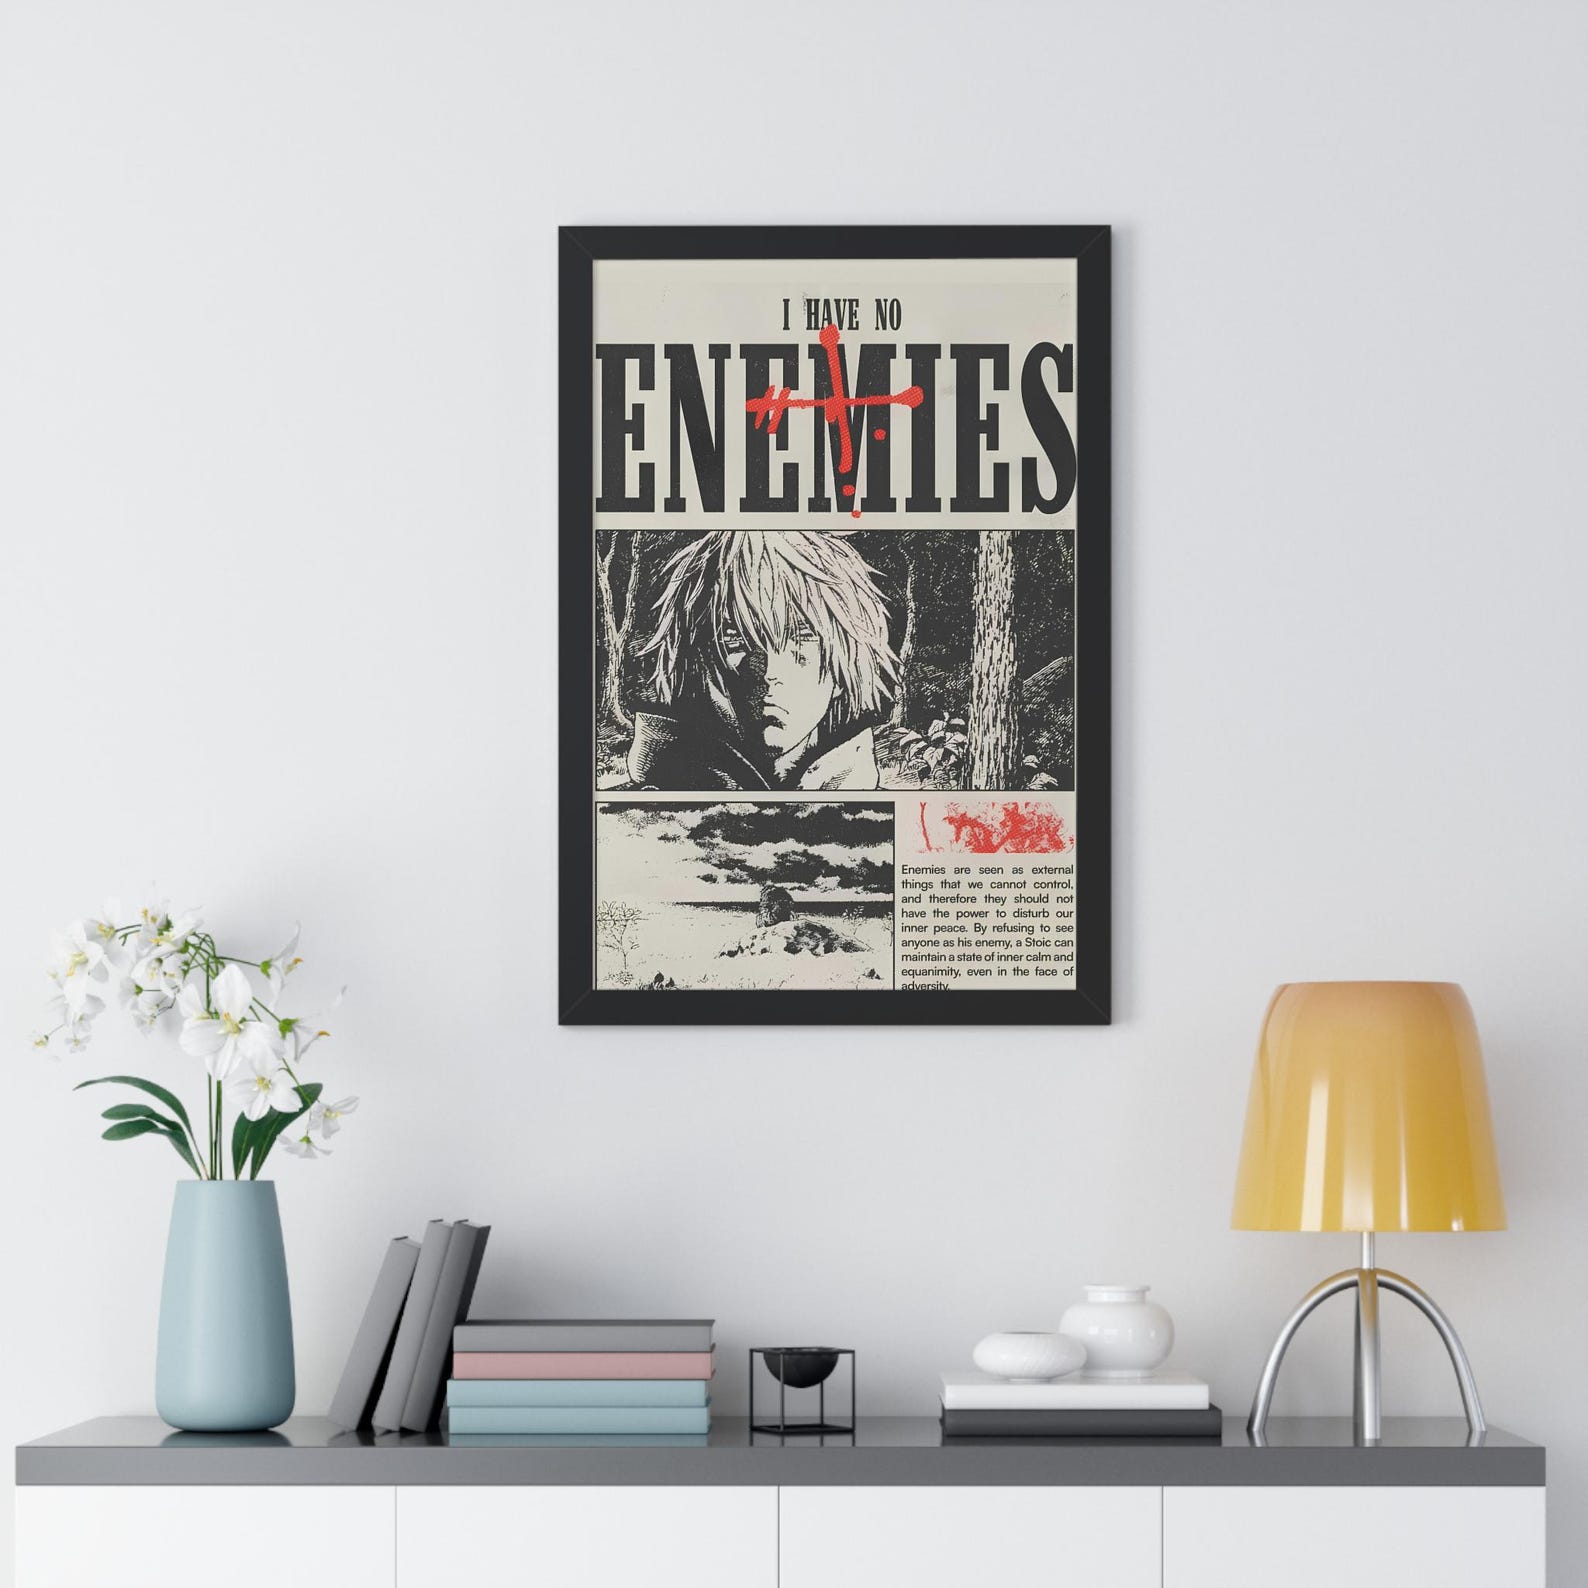 I HAVE NO
ENEMIES
Enemies are seen as external
things that we cannot control,
and therefore they should not
have the power to disturb our
inner peace. By refusing to see
anyone as his enemy, a Stoic can
maintain a state of inner calm and
equanimity, even in the face of
adversity.